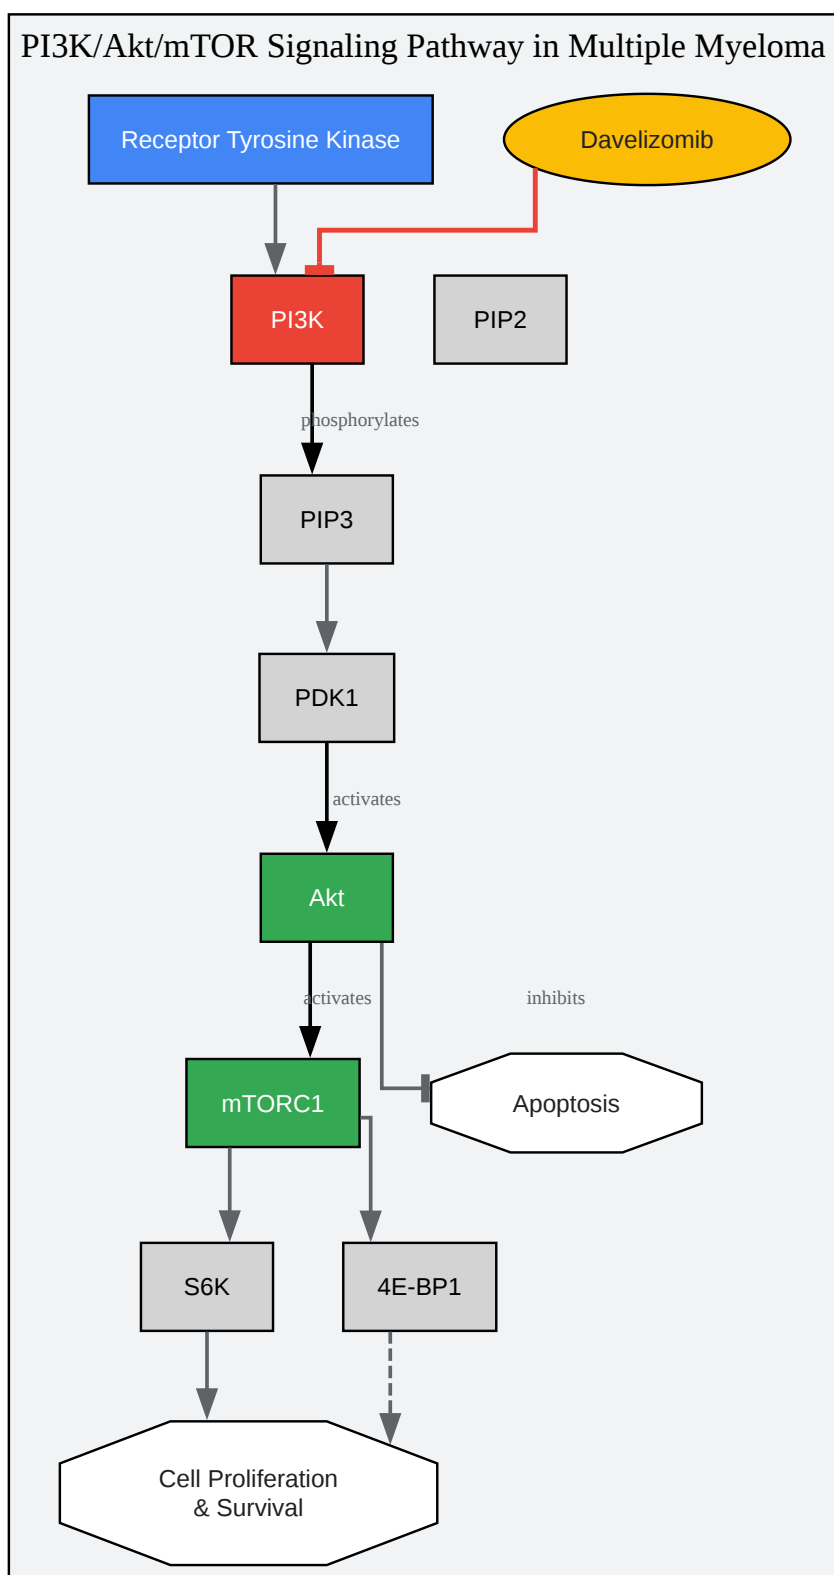 PI3K/Akt/mTOR Signaling Pathway in Multiple Myeloma
Receptor Tyrosine Kinase
Davelizomib
PI3K
PIP2
phosphorylates
PIP3
PDK1
activates
Akt
activates
inhibits
mTORC1
Apoptosis
S6K
4E-BP1
Cell Proliferation
& Survival